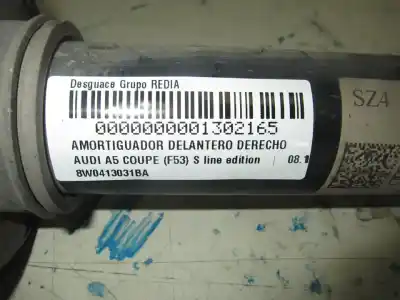 Desguace Grupo REDIA
0000000001302165
AMORTIGUADOR DELANTERO DERECHO
AUDI A5 COUPE (F53) S line edition | 08.1
8W0413031BA
SZ4